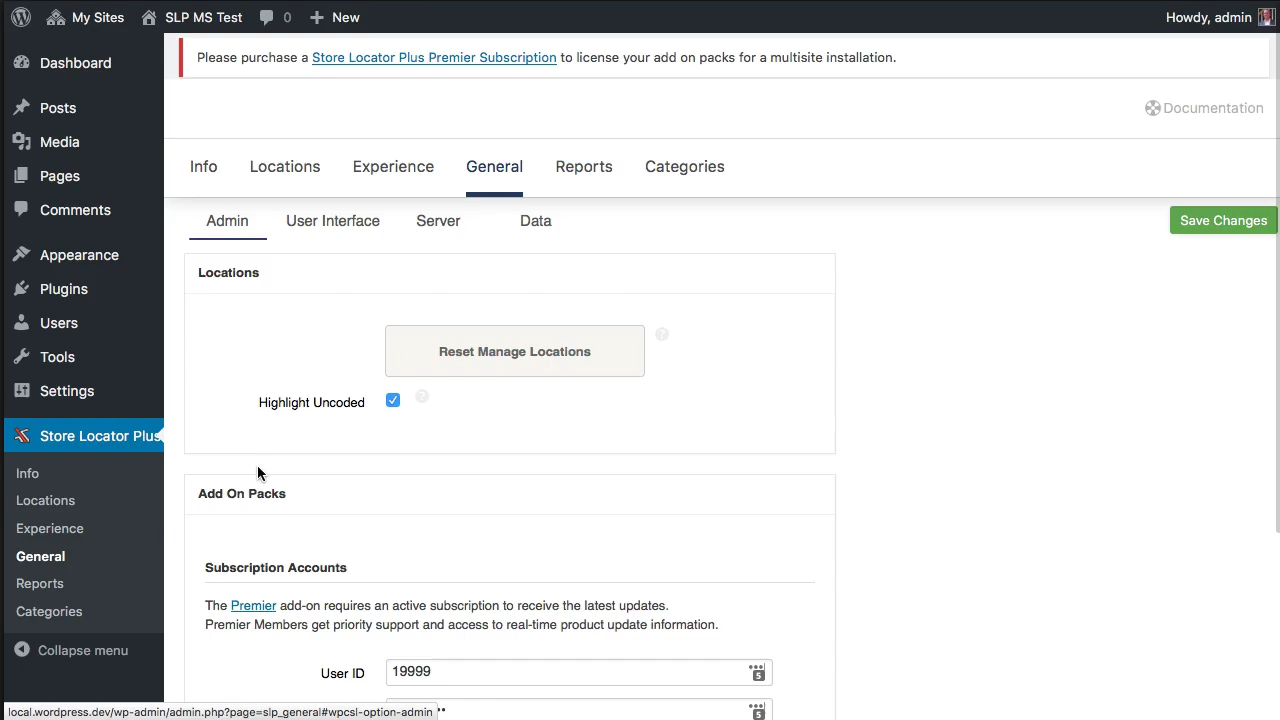 My Sites
SLP MS Test
0
New
Howdy, admin
Dashboard
Posts
Media
Pages
Comments
Appearance
Plugins
Users
Tools
Settings
Store Locator Plus
Info
Locations
Experience
General
Reports
Categories
Collapse menu
Please purchase a Store Locator Plus Premier Subscription to license your add on packs for a multisite installation.
Documentation
Info Locations Experience General Reports Categories
Admin User Interface Server Data
Save Changes
Locations
Reset Manage Locations
?
Highlight Uncoded
?
Add On Packs
Subscription Accounts
The Premier add-on requires an active subscription to receive the latest updates.
Premier Members get priority support and access to real-time product update information.
User ID 19999
5
5
local.wordpress.dev/wp-admin/admin.php?page=slp_general#wpcsl-option-admin